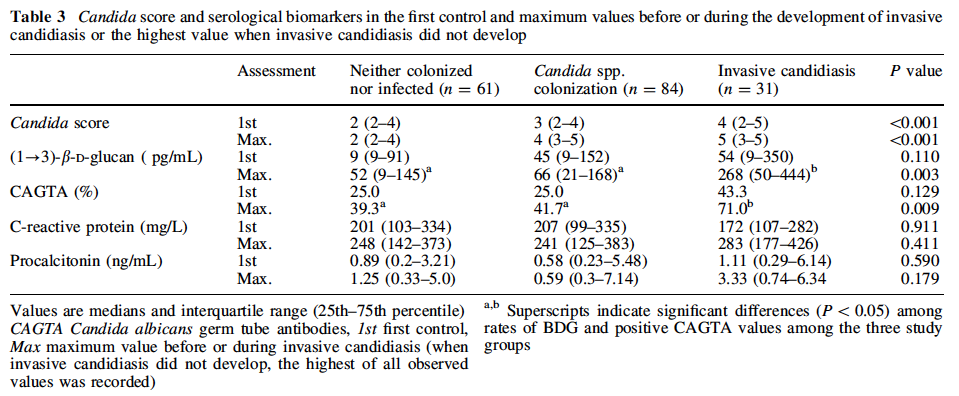 Table 3 Candida score and serological biomarkers in the first control and maximum values before or during the development of invasive
candidiasis or the highest value when invasive candidiasis did not develop
Assessment Neither colonized nor infected (n = 61) Candida spp. colonization (n = 84) Invasive candidiasis (n = 31) P value
Candida score 1st 2 (2–4) 3 (2–4) 4 (2–5) <0.001
Max. 2 (2–4) 4 (3–5) 5 (3–5) <0.001
(1→3)-β-D-glucan ( pg/mL) 1st 9 (9–91) 45 (9–152) 54 (9–350) 0.110
Max. 52 (9–145)a 66 (21–168)a 268 (50–444)b 0.003
CAGTA (%) 1st 25.0 25.0 43.3 0.129
Max. 39.3a 41.7a 71.0b 0.009
C-reactive protein (mg/L) 1st 201 (103–334) 207 (99–335) 172 (107–282) 0.911
Max. 248 (142–373) 241 (125–383) 283 (177–426) 0.411
Procalcitonin (ng/mL) 1st 0.89 (0.2–3.21) 0.58 (0.23–5.48) 1.11 (0.29–6.14) 0.590
Max. 1.25 (0.33–5.0) 0.59 (0.3–7.14) 3.33 (0.74–6.34 0.179
Values are medians and interquartile range (25th–75th percentile)
CAGTA Candida albicans germ tube antibodies, 1st first control,
Max maximum value before or during invasive candidiasis (when
invasive candidiasis did not develop, the highest of all observed
values was recorded)
a,b Superscripts indicate significant differences (P < 0.05) among
rates of BDG and positive CAGTA values among the three study
groups